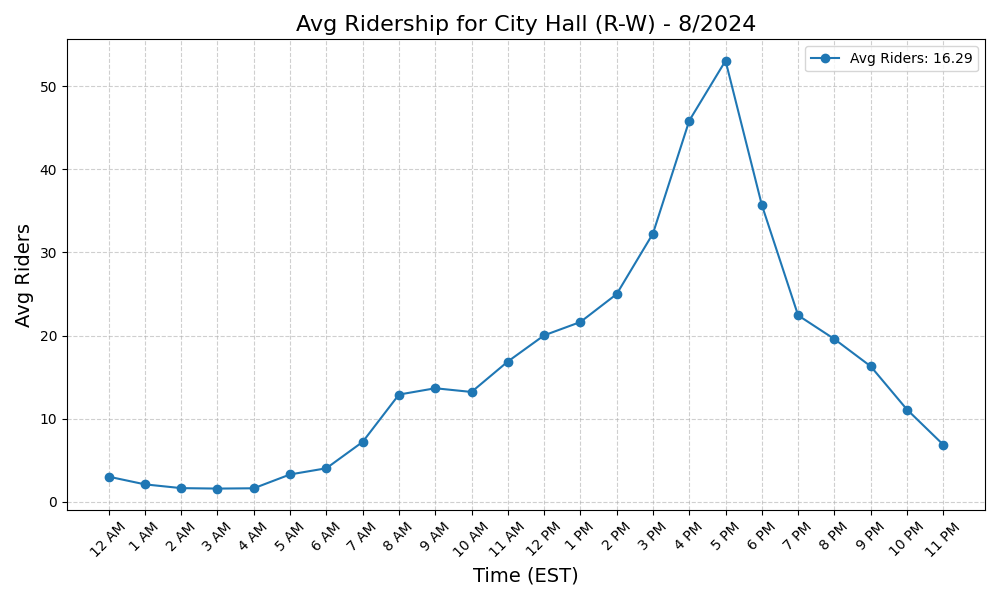 Avg Ridership for City Hall (R-W) - 8/2024
Avg Riders: 16.29
Avg Riders
50
40
30
20
10
0
12 AM
1 AM
2 AM
3 AM
4 AM
5 AM
6 AM
7 AM
8 AM
9 AM
10 AM
11 AM
12 PM
1 PM
2 PM
3 PM
4 PM
5 PM
6 PM
7 PM
8 PM
9 PM
10 PM
11 PM
Time (EST)